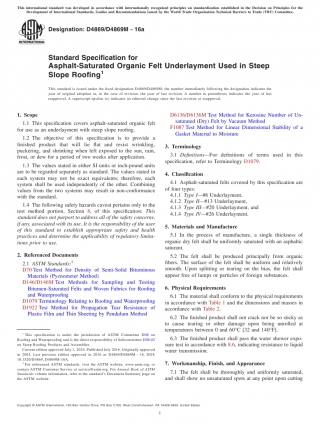 This international standard was developed in accordance with internationally recognized principles on standardization established in the Decision on Principles for the
Development of International Standards, Guides and Recommendations issued by the World Trade Organization Technical Barriers to Trade (TBT) Committee.
Designation: D4869/D4869M − 16a
INTERNATIONAL
Standard Specification for
Asphalt-Saturated Organic Felt Underlayment Used in Steep
Slope Roofing1
This standard is issued under the fixed designation D4869/D4869M; the number immediately following the designation indicates the
year of original adoption or, in the case of revision, the year of last revision. A number in parentheses indicates the year of last
reapproval. A superscript epsilon (ε) indicates an editorial change since the last revision or reapproval.
1. Scope
1.1 This specification covers asphalt-saturated organic felt
for use as an underlayment with steep slope roofing.
1.2 The objective of this specification is to provide a
finished product that will lie flat and resist wrinkling,
puckering, and shrinking when left exposed to the sun, rain,
frost, or dew for a period of two weeks after application.
1.3 The values stated in either SI units or inch-pound units
are to be regarded separately as standard. The values stated in
each system may not be exact equivalents; therefore, each
system shall be used independently of the other. Combining
values from the two systems may result in non-conformance
with the standard.
1.4 The following safety hazards caveat pertains only to the
test method portion, Section 8, of this specification: This
standard does not purport to address all of the safety concerns,
if any, associated with its use. It is the responsibility of the user
of this standard to establish appropriate safety and health
practices and determine the applicability of regulatory limita-
tions prior to use.
2. Referenced Documents
2.1 ASTM Standards:2
D70 Test Method for Density of Semi-Solid Bituminous
Materials (Pycnometer Method)
D146/D146M Test Methods for Sampling and Testing
Bitumen-Saturated Felts and Woven Fabrics for Roofing
and Waterproofing
D1079 Terminology Relating to Roofing and Waterproofing
D1922 Test Method for Propagation Tear Resistance of
Plastic Film and Thin Sheeting by Pendulum Method
1 This specification is under the jurisdiction of ASTM Committee D08 on
Roofing and Waterproofing and is the direct responsibility of Subcommittee D08.02
on Steep Roofing Products and Assemblies.
Current edition approved July 1, 2016. Published July 2016. Originally approved
in 2003. Last previous edition approved in 2016 as D4869/D4869M – 16.
2 For referenced ASTM standards, visit the ASTM website, www.astm.org, or
contact ASTM Customer Service at service@astm.org. For Annual Book of ASTM
Standards volume information, refer to the standard's Document Summary page on
the ASTM website.
D6136/D6136M Test Method for Kerosine Number of Un-
saturated (Dry) Felt by Vacuum Method
F1087 Test Method for Linear Dimensional Stability of a
Gasket Material to Moisture
3. Terminology
3.1 Definitions—For definitions of terms used in this
specification, refer to Terminology D1079.
4. Classification
4.1 Asphalt-saturated felts covered by this specification are
of four types:
4.1.1 Type I—#8 Underlayment,
4.1.2 Type II—#13 Underlayment,
4.1.3 Type III—#20 Underlayment, and
4.1.4 Type IV—#26 Underlayment.
5. Materials and Manufacture
5.1 In the process of manufacture, a single thickness of
organic dry felt shall be uniformly saturated with an asphaltic
saturant.
5.2 The felt shall be produced principally from organic
fibers. The surface of the felt shall be uniform and relatively
smooth. Upon splitting or tearing on the bias, the felt shall
appear free of lumps or particles of foreign substances.
6. Physical Requirements
6.1 The material shall conform to the physical requirements
in accordance with Table 1 and the dimensions and masses in
accordance with Table 2.
6.2 The finished product shall not crack nor be so sticky as
to cause tearing or other damage upon being unrolled at
temperatures between 0 and 60°C [32 and 140°F].
6.3 The finished product shall pass the water shower expo-
sure test in accordance with 8.6, indicating resistance to liquid
water transmission.
7. Workmanship, Finish, and Appearance
7.1 The felt shall be thoroughly and uniformly saturated,
and shall show no unsaturated spots at any point upon cutting
Copyright © ASTM International, 100 Barr Harbor Drive, PO Box C700, West Conshohocken, PA 19428-2959. United States
1